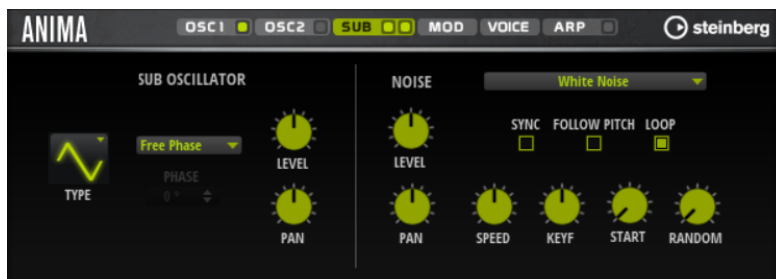 ANIMA OSC1 OSC2 SUB MOD VOICE ARP steinberg
SUB OSCILLATOR
Free Phase
PHASE
0 °
TYPE
LEVEL
PAN
NOISE White Noise
SYNC FOLLOW PITCH LOOP
LEVEL
PAN SPEED KEYF START RANDOM